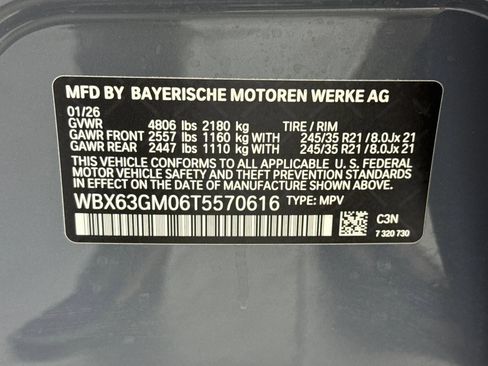 MFD BY BAYERISCHE MOTOREN WERKE AG
01/26
GVWR 4806 lbs 2180 kg TIRE / RIM
GAWR FRONT 2557 lbs 1160 kg WITH 245/35 R21 / 8.0Jx 21
GAWR REAR 2447 lbs 1110 kg WITH 245/35 R21 / 8.0Jx 21
THIS VEHICLE CONFORMS TO ALL APPLICABLE U. S. FEDERAL
MOTOR VEHICLE SAFETY, BUMPER, AND THEFT PREVENTION
STANDARDS IN EFFECT ON THE DATE OF MANUFACTURE SHOWN ABOVE.
WBX63GM06T5570616 TYPE: MPV
C3N
7 320 730